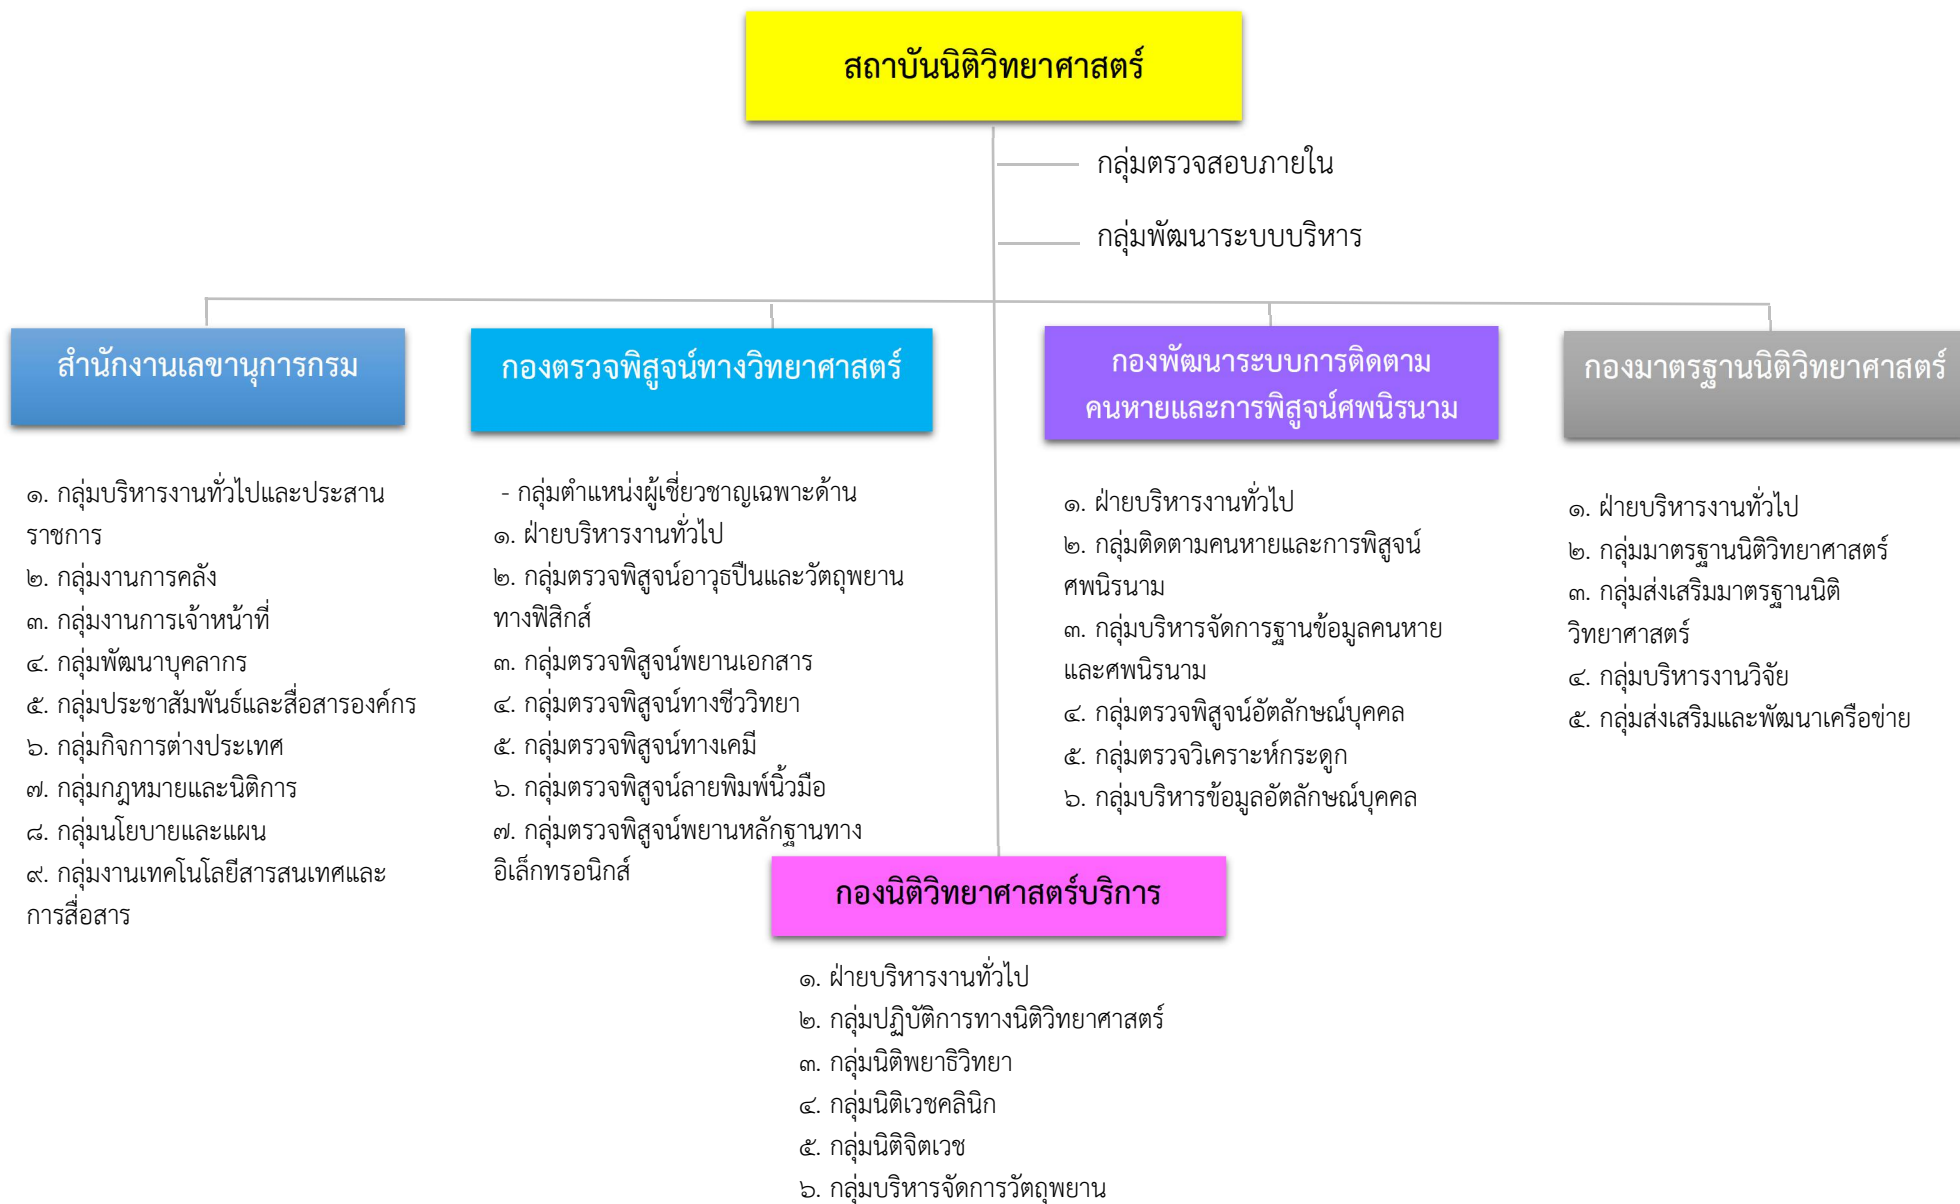 สถาบันนิติวิทยาศาสตร์
กลุ่มตรวจสอบภายใน
กลุ่มพัฒนาระบบบริหาร
สำนักงานเลขานุการกรม
๑. กลุ่มบริหารงานทั่วไปและประสาน
ราชการ
๒. กลุ่มงานการคลัง
๓. กลุ่มงานการเจ้าหน้าที่
๔. กลุ่มพัฒนาบุคลากร
๕. กลุ่มประชาสัมพันธ์และสื่อสารองค์กร
๖. กลุ่มกิจการต่างประเทศ
๗. กลุ่มกฎหมายและนิติการ
๘. กลุ่มนโยบายและแผน
๙. กลุ่มงานเทคโนโลยีสารสนเทศและ
การสื่อสาร
กองตรวจพิสูจน์ทางวิทยาศาสตร์
- กลุ่มตำแหน่งผู้เชี่ยวชาญเฉพาะด้าน
๑. ฝ่ายบริหารงานทั่วไป
๒. กลุ่มตรวจพิสูจน์อาวุธปืนและวัตถุพยาน
ทางฟิสิกส์
๓. กลุ่มตรวจพิสูจน์พยานเอกสาร
๔. กลุ่มตรวจพิสูจน์ทางชีววิทยา
๕. กลุ่มตรวจพิสูจน์ทางเคมี
๖. กลุ่มตรวจพิสูจน์ลายพิมพ์นิ้วมือ
๗. กลุ่มตรวจพิสูจน์พยานหลักฐานทาง
อิเล็กทรอนิกส์
กองพัฒนาระบบการติดตาม
คนหายและการพิสูจน์ศพนิรนาม
๑. ฝ่ายบริหารงานทั่วไป
๒. กลุ่มติดตามคนหายและการพิสูจน์
ศพนิรนาม
๓. กลุ่มบริหารจัดการฐานข้อมูลคนหาย
และศพนิรนาม
๔. กลุ่มตรวจพิสูจน์อัตลักษณ์บุคคล
๕. กลุ่มตรวจวิเคราะห์กระดูก
๖. กลุ่มบริหารข้อมูลอัตลักษณ์บุคคล
กองมาตรฐานนิติวิทยาศาสตร์
๑. ฝ่ายบริหารงานทั่วไป
๒. กลุ่มมาตรฐานนิติวิทยาศาสตร์
๓. กลุ่มส่งเสริมมาตรฐานนิติ
วิทยาศาสตร์
๔. กลุ่มบริหารงานวิจัย
๕. กลุ่มส่งเสริมและพัฒนาเครือข่าย
กองนิติวิทยาศาสตร์บริการ
๑. ฝ่ายบริหารงานทั่วไป
๒. กลุ่มปฏิบัติการทางนิติวิทยาศาสตร์
๓. กลุ่มนิติพยาธิวิทยา
๔. กลุ่มนิติเวชคลินิก
๕. กลุ่มนิติจิตเวช
๖. กลุ่มบริหารจัดการวัตถุพยาน